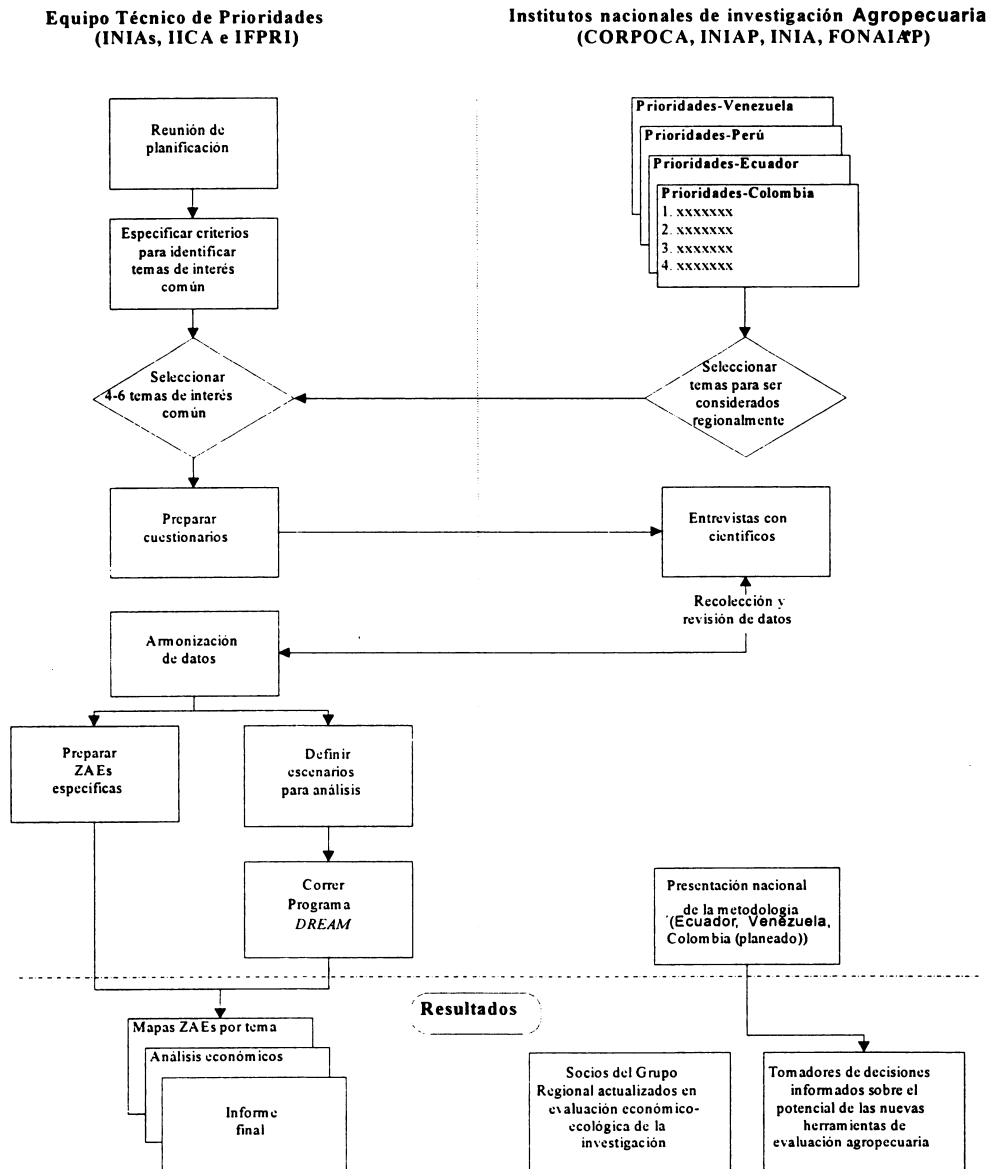 Equipo Técnico de Prioridades
(INIAs, IICA e IFPRI)
Institutos nacionales de investigación Agropecuaria
(CORPOCA, INIAP, INIA, FONAIAP)
Reunión de
planificación
Especificar criterios
para identificar
temas de interés
común
Seleccionar
4-6 temas de interés
común
Preparar
cuestionarios
Armonización
de datos
Preparar
ZAEs
especificas
Definir
escenarios
para análisis
Correr
Programa
DREAM
Prioridades-Venezuela
Prioridades-Perú
Prioridades-Ecuador
Prioridades-Colombia
1. xxxxxxx
2. xxxxxxx
3. xxxxxxx
4. xxxxxxx
Seleccionar
temas para ser
considerados
regionalmente
Entrevistas con
científicos
Recolección y
revisión de datos
Presentación nacional
de la metodología
(Ecuador, Venezuela,
Colombia (planeado))
Resultados
Mapas ZAEs por tema
Análisis económicos
Informe
final
Socios del Grupo
Regional actualizados en
evaluación económico-
ecológica de la
investigación
Tomadores de decisiones
informados sobre el
potencial de las nuevas
herramientas de
evaluación agropecuaria